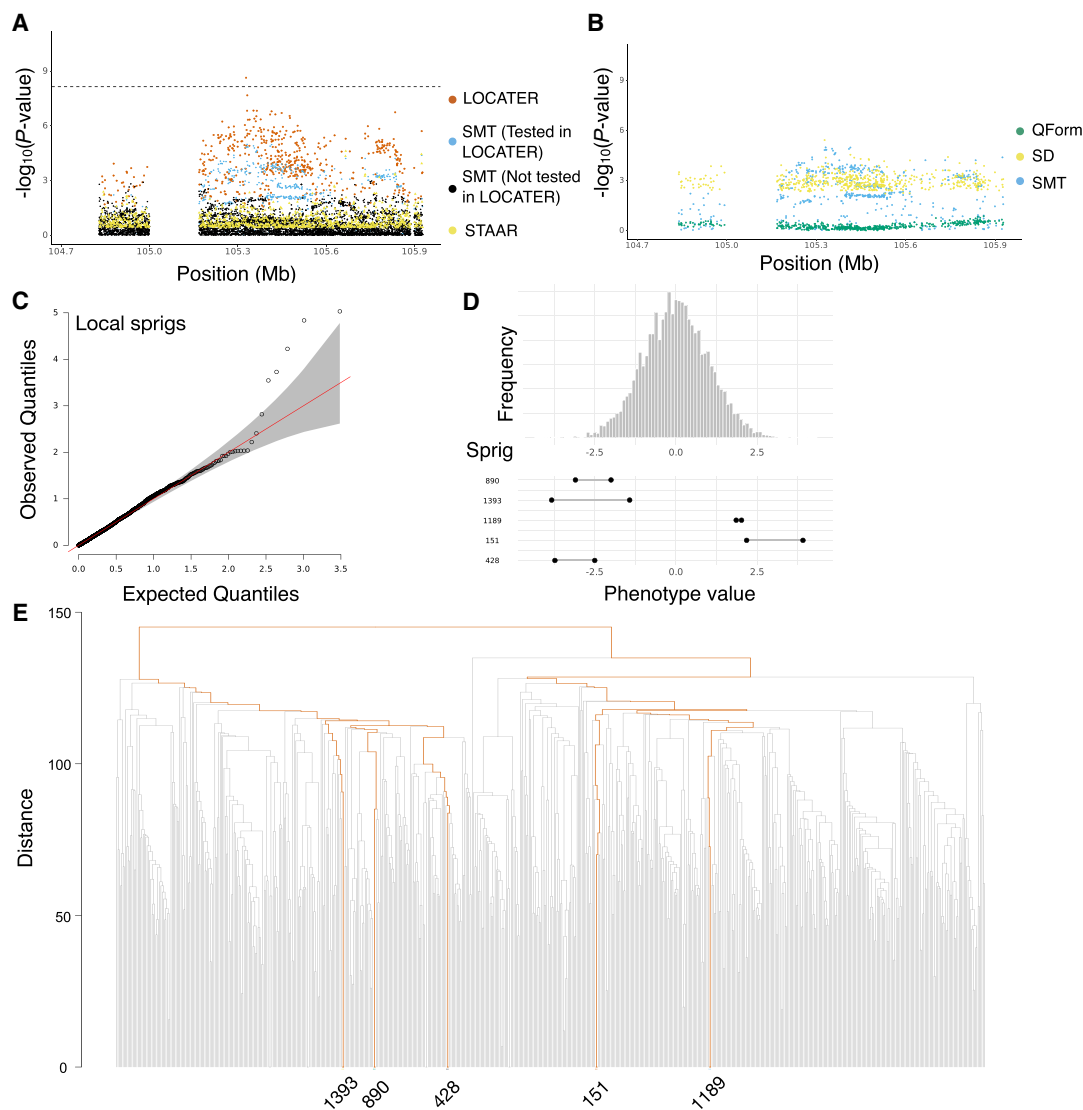 A
-log10(P-value)
9
6
3
0
104.7
105.0
105.3
105.6
105.9
Position (Mb)
LOCATER
SMT (Tested in
LOCATER)
SMT (Not tested
in LOCATER)
STAAR
B
-log10(P-value)
9
6
3
0
104.7
105.0
105.3
105.6
105.9
Position (Mb)
QForm
SD
SMT
C
Local sprigs
Observed Quantiles
5
4
3
2
1
0
0.0
0.5
1.0
1.5
2.0
2.5
3.0
3.5
Expected Quantiles
D
Frequency
-2.5
0.0
2.5
Sprig
890
1393
1189
151
428
-2.5
0.0
2.5
Phenotype value
E
Distance
150
100
50
0
1393
890
428
151
1189